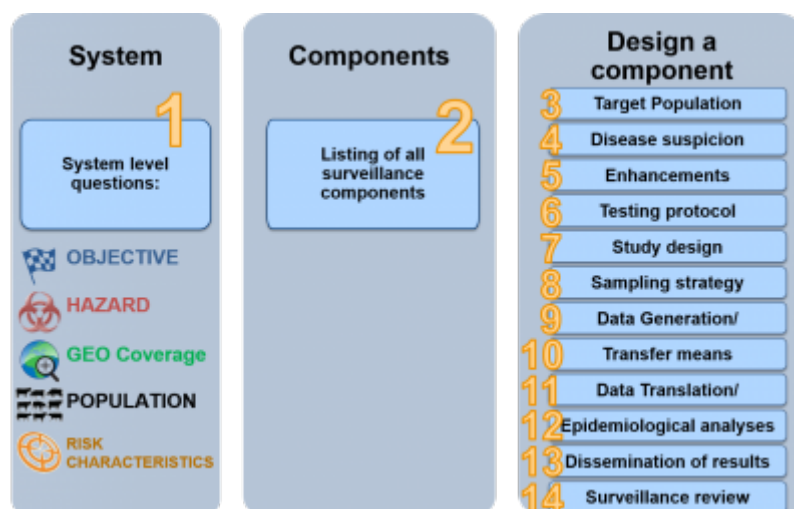 System
1
System level
questions:
OBJECTIVE
HAZARD
GEO Coverage
POPULATION
RISK
CHARACTERISTICS
Components
2
Listing of all
surveillance
components
Design a
component
3 Target Population
4 Disease suspicion
5 Enhancements
6 Testing protocol
7 Study design
8 Sampling strategy
9 Data Generation/
10 Transfer means
11 Data Translation/
12 Epidemiological analyses
13 Dissemination of results
14 Surveillance review